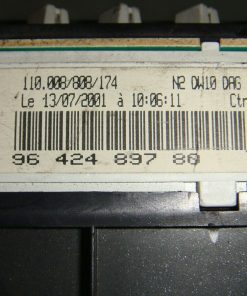 110.008/808/174 N2 DW10 DAG
Le 13/07/2001 à 10:06:11 Ctr
96 424 897 80